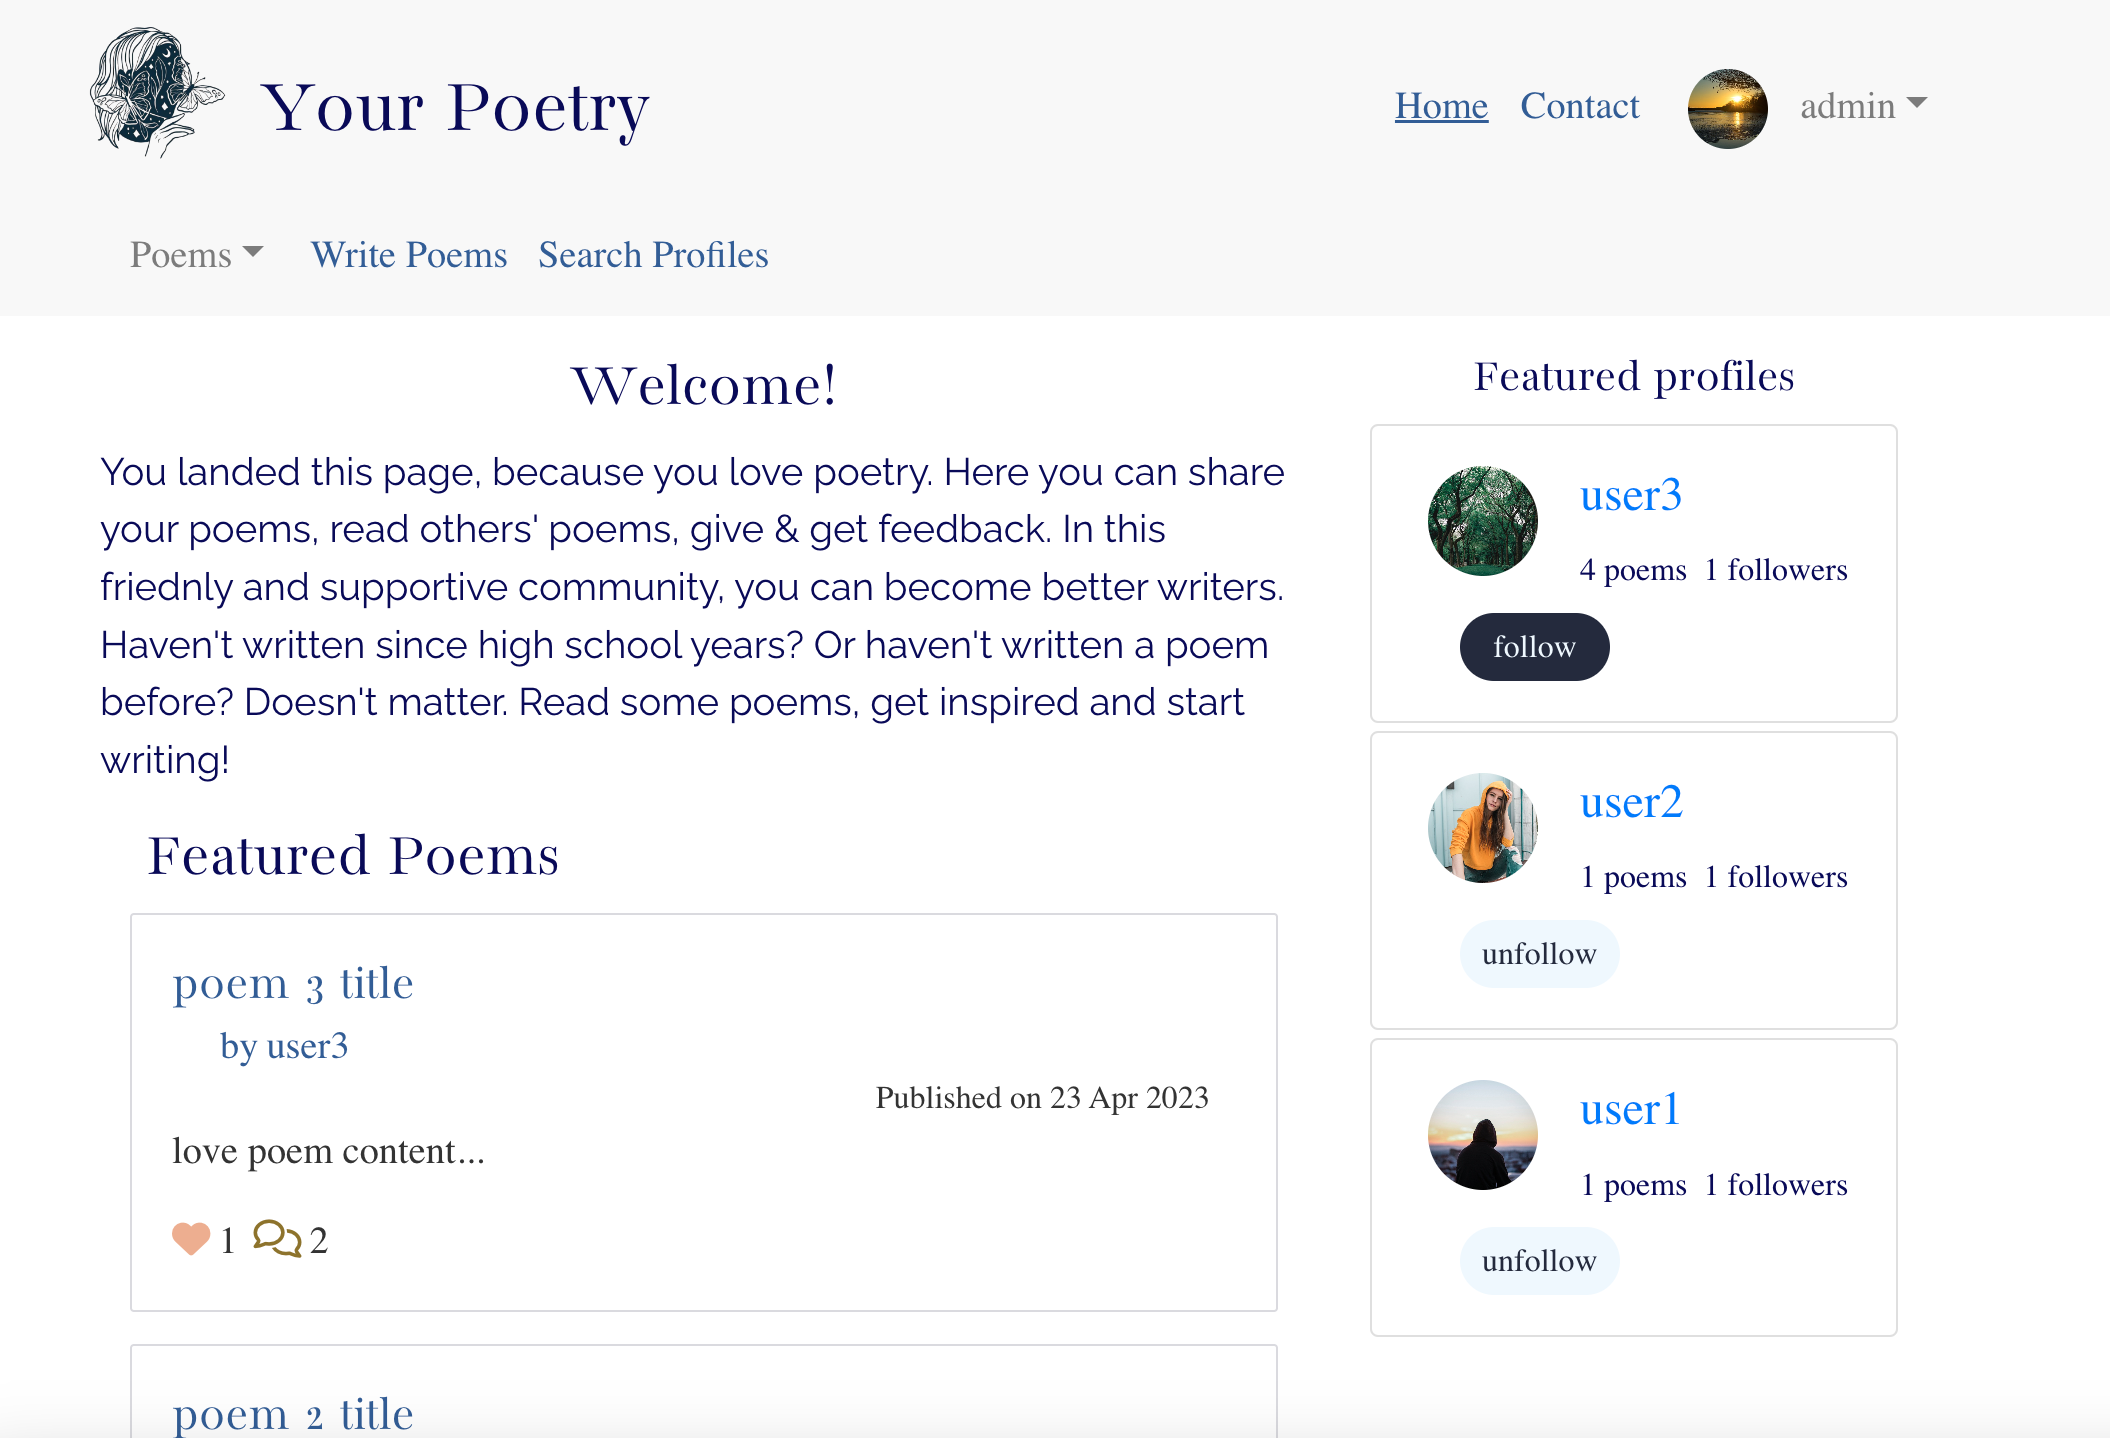 Your Poetry
Home Contact admin
Poems Write Poems Search Profiles
Welcome!
You landed this page, because you love poetry. Here you can share
your poems, read others' poems, give & get feedback. In this
friednly and supportive community, you can become better writers.
Haven't written since high school years? Or haven't written a poem
before? Doesn't matter. Read some poems, get inspired and start
writing!
Featured Poems
poem 3 title
by user3
Published on 23 Apr 2023
love poem content...
1 2
poem 2 title
Featured profiles
user3
4 poems 1 followers
follow
user2
1 poems 1 followers
unfollow
user1
1 poems 1 followers
unfollow